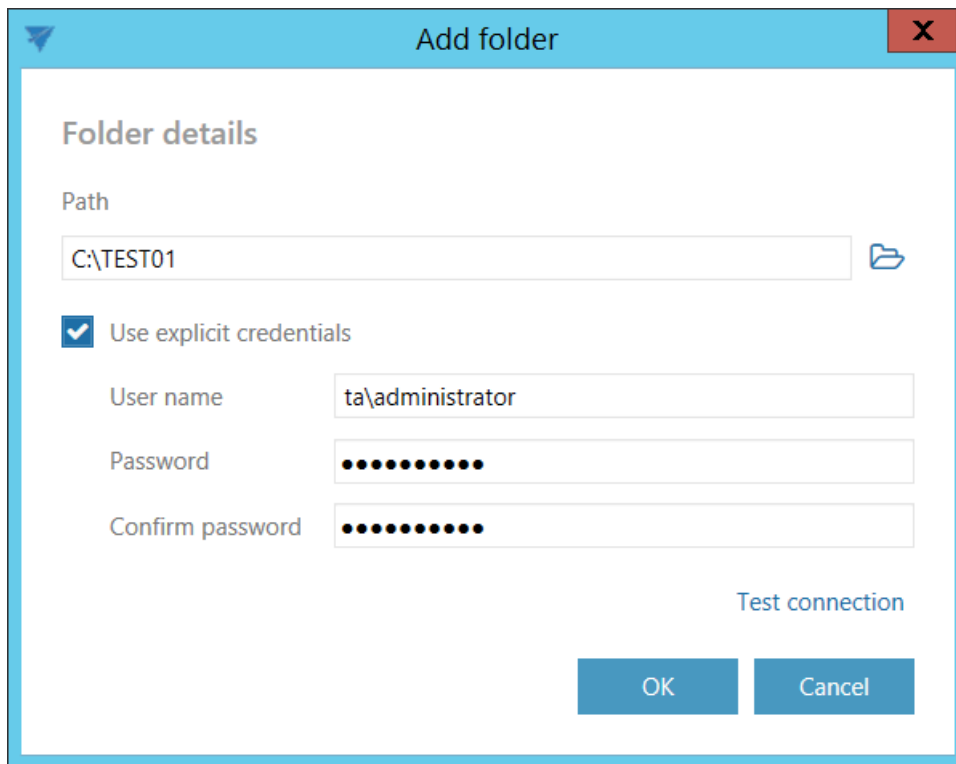 Add folder
X
Folder details
Path
C:\TEST01
Use explicit credentials
User name ta\administrator
Password ●●●●●●●●●●
Confirm password ●●●●●●●●●●
Test connection
OK Cancel